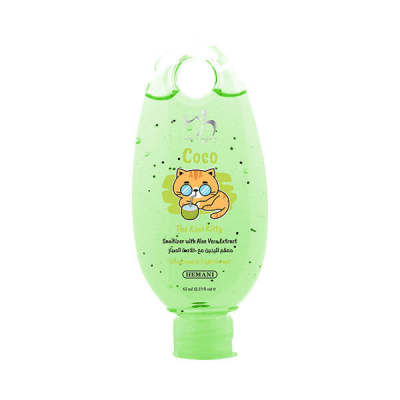 Coco
The Kool Kitty
Sanitizer with Aloe Vera Extract
معقم لليدين مع خلاصة الصبار
HEMANI